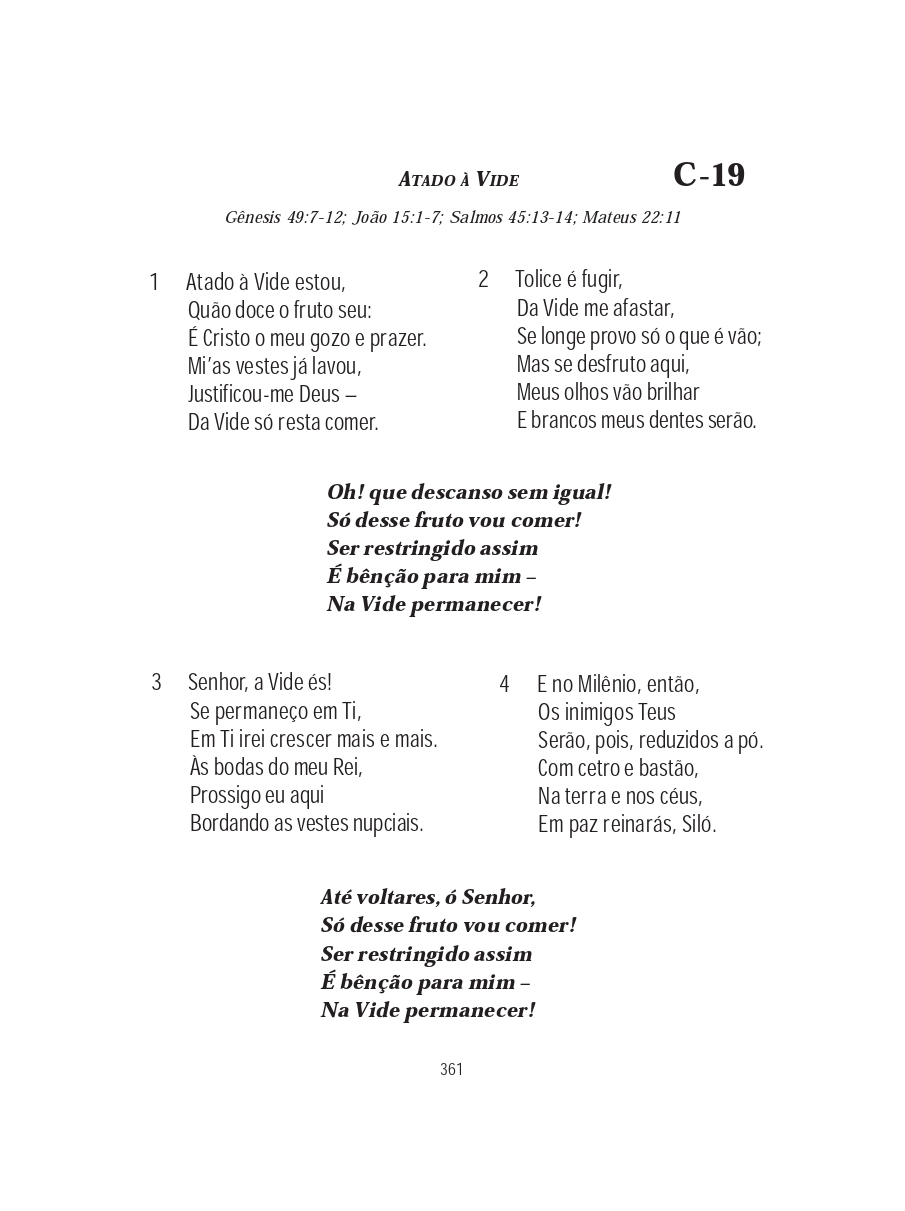 ATADO À VIDE
C-19
Gênesis 49:7-12; João 15:1-7; Salmos 45:13-14; Mateus 22:11
1 Atado à Vide estou,
Quão doce o fruto seu:
É Cristo o meu gozo e prazer.
Mi’as vestes já lavou,
Justificou-me Deus –
Da Vide só resta comer.
2 Tolice é fugir,
Da Vide me afastar,
Se longe provo só o que é vão;
Mas se desfruto aqui,
Meus olhos vão brilhar
E brancos meus dentes serão.
Oh! que descanso sem igual!
Só desse fruto vou comer!
Ser restringido assim
É bênção para mim –
Na Vide permanecer!
3 Senhor, a Vide és!
Se permaneço em Ti,
Em Ti irei crescer mais e mais.
Às bodas do meu Rei,
Prossigo eu aqui
Bordando as vestes nupciais.
4 E no Milênio, então,
Os inimigos Teus
Serão, pois, reduzidos a pó.
Com cetro e bastão,
Na terra e nos céus,
Em paz reinarás, Siló.
Até voltares, ó Senhor,
Só desse fruto vou comer!
Ser restringido assim
É bênção para mim –
Na Vide permanecer!
361